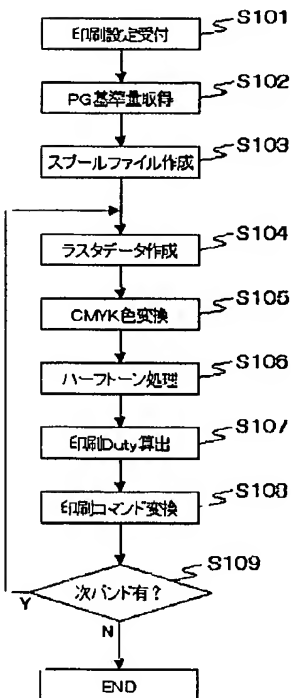 S101
印刷設定受付
S102
PG基準量取得
S103
スプールファイル作成
S104
ラスタデータ作成
S105
CMYK色変換
S106
ハーフトーン処理
S107
印刷Duty算出
S108
印刷コマンド変換
S109
次バンド有?
Y
N
END